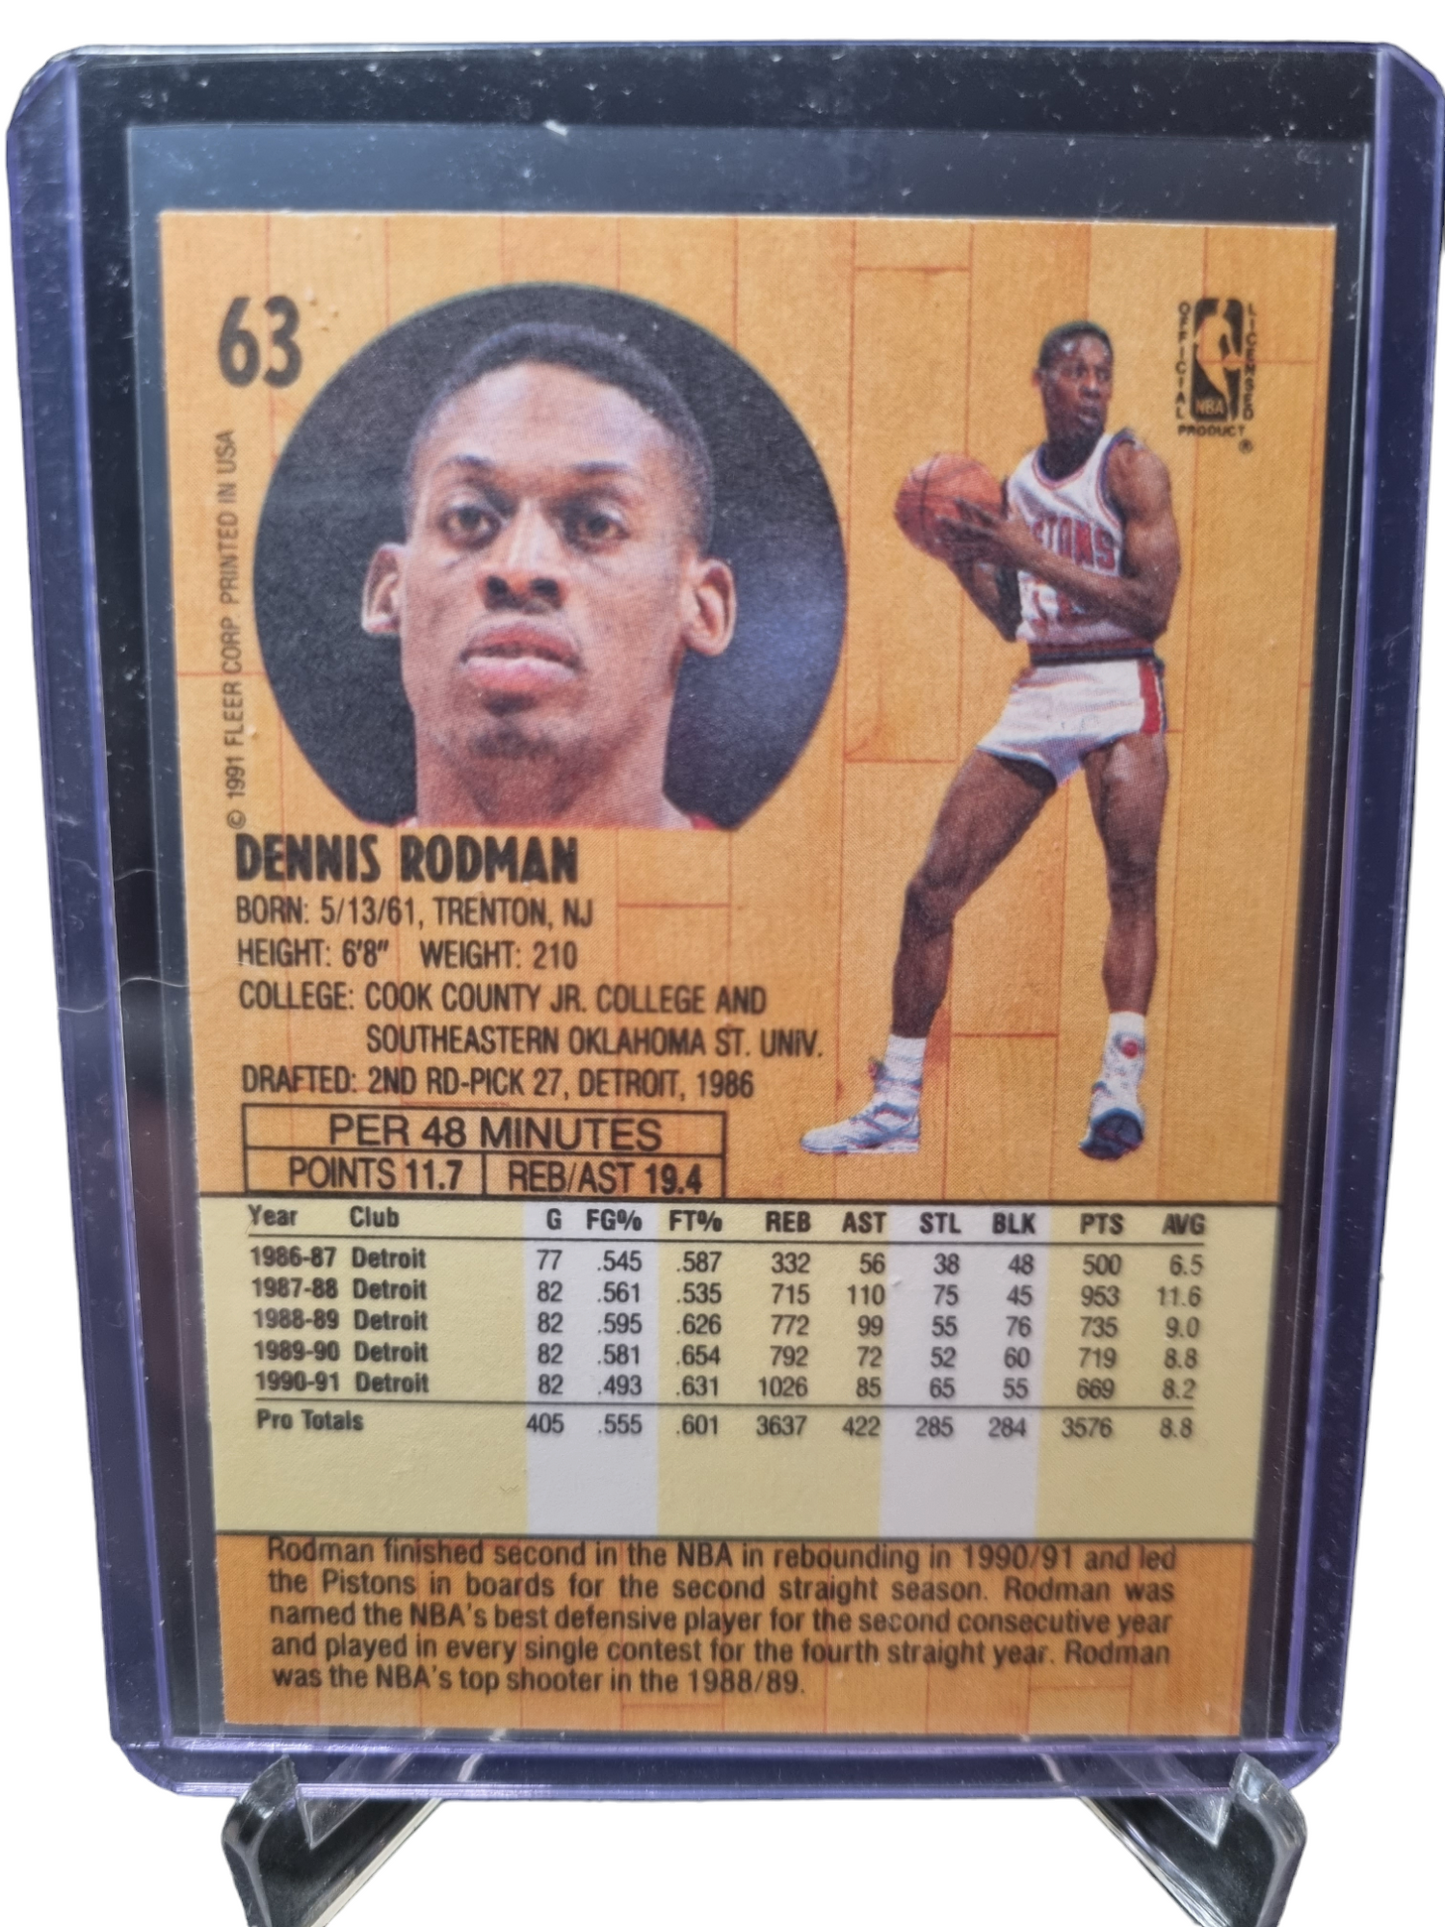 63
OFFICIAL LICENSED
NBA
PRODUCT ®
© 1991 FLEER CORP PRINTED IN USA
DENNIS RODMAN
BORN: 5/13/61, TRENTON, NJ
HEIGHT: 6'8" WEIGHT: 210
COLLEGE: COOK COUNTY JR. COLLEGE AND
SOUTHEASTERN OKLAHOMA ST. UNIV.
DRAFTED: 2ND RD-PICK 27, DETROIT, 1986
PER 48 MINUTES
POINTS 11.7 REB/AST 19.4
Year Club G FG% FT% REB AST STL BLK PTS AVG
1986-87 Detroit 77 .545 .587 332 56 38 48 500 6.5
1987-88 Detroit 82 .561 .535 715 110 75 45 953 11.6
1988-89 Detroit 82 .595 .626 772 99 55 76 735 9.0
1989-90 Detroit 82 .581 .654 792 72 52 60 719 8.8
1990-91 Detroit 82 .493 .631 1026 85 65 55 669 8.2
Pro Totals 405 .555 .601 3637 422 285 284 3576 8.8
Rodman finished second in the NBA in rebounding in 1990/91 and led
the Pistons in boards for the second straight season. Rodman was
named the NBA's best defensive player for the second consecutive year
and played in every single contest for the fourth straight year. Rodman
was the NBA's top shooter in the 1988/89.